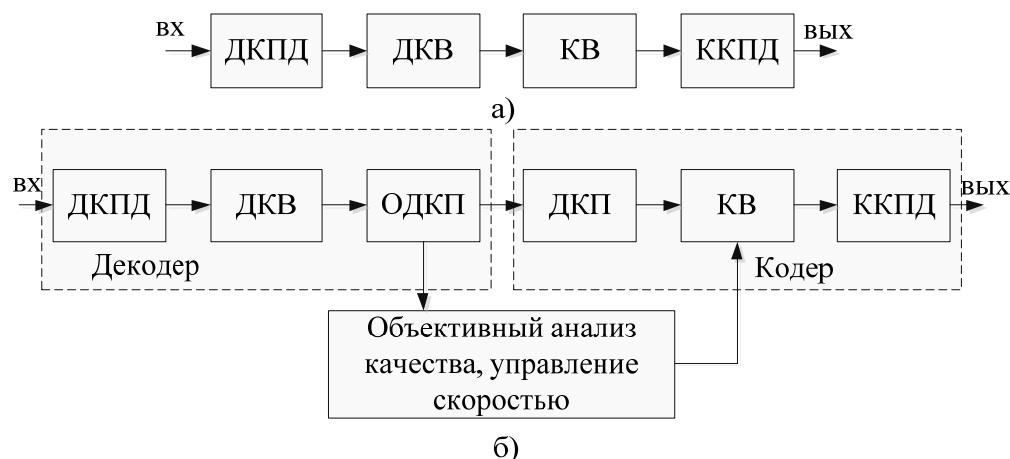 вх ДКПД ДКВ КВ ККПД вых
а)
вх ДКПД ДКВ ОДКП ДКП КВ ККПД вых
Декодер Кодер
Объективный анализ
качества, управление
скоростью
б)